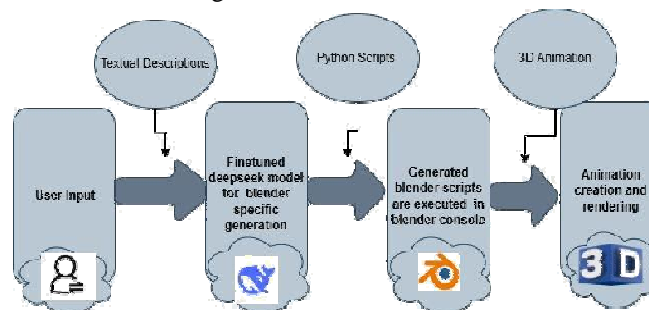 Textual Descriptions
Python Scripts
3D Animation
User Input
Finetuned
deepseek model
for blender
specific
generation
Generated
blender scripts
are executed in
blender console
Animation
creation and
rendering
3D